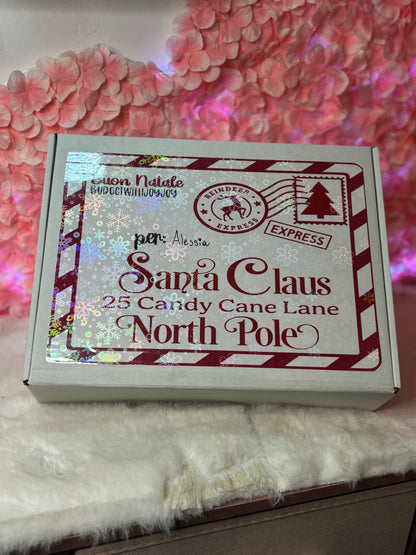 Buon Natale
BUDGETWITHJOYJOY
REINDEER
EXPRESS
EXPRESS
per: Alessia
Santa Claus
25 Candy Cane Lane
North Pole